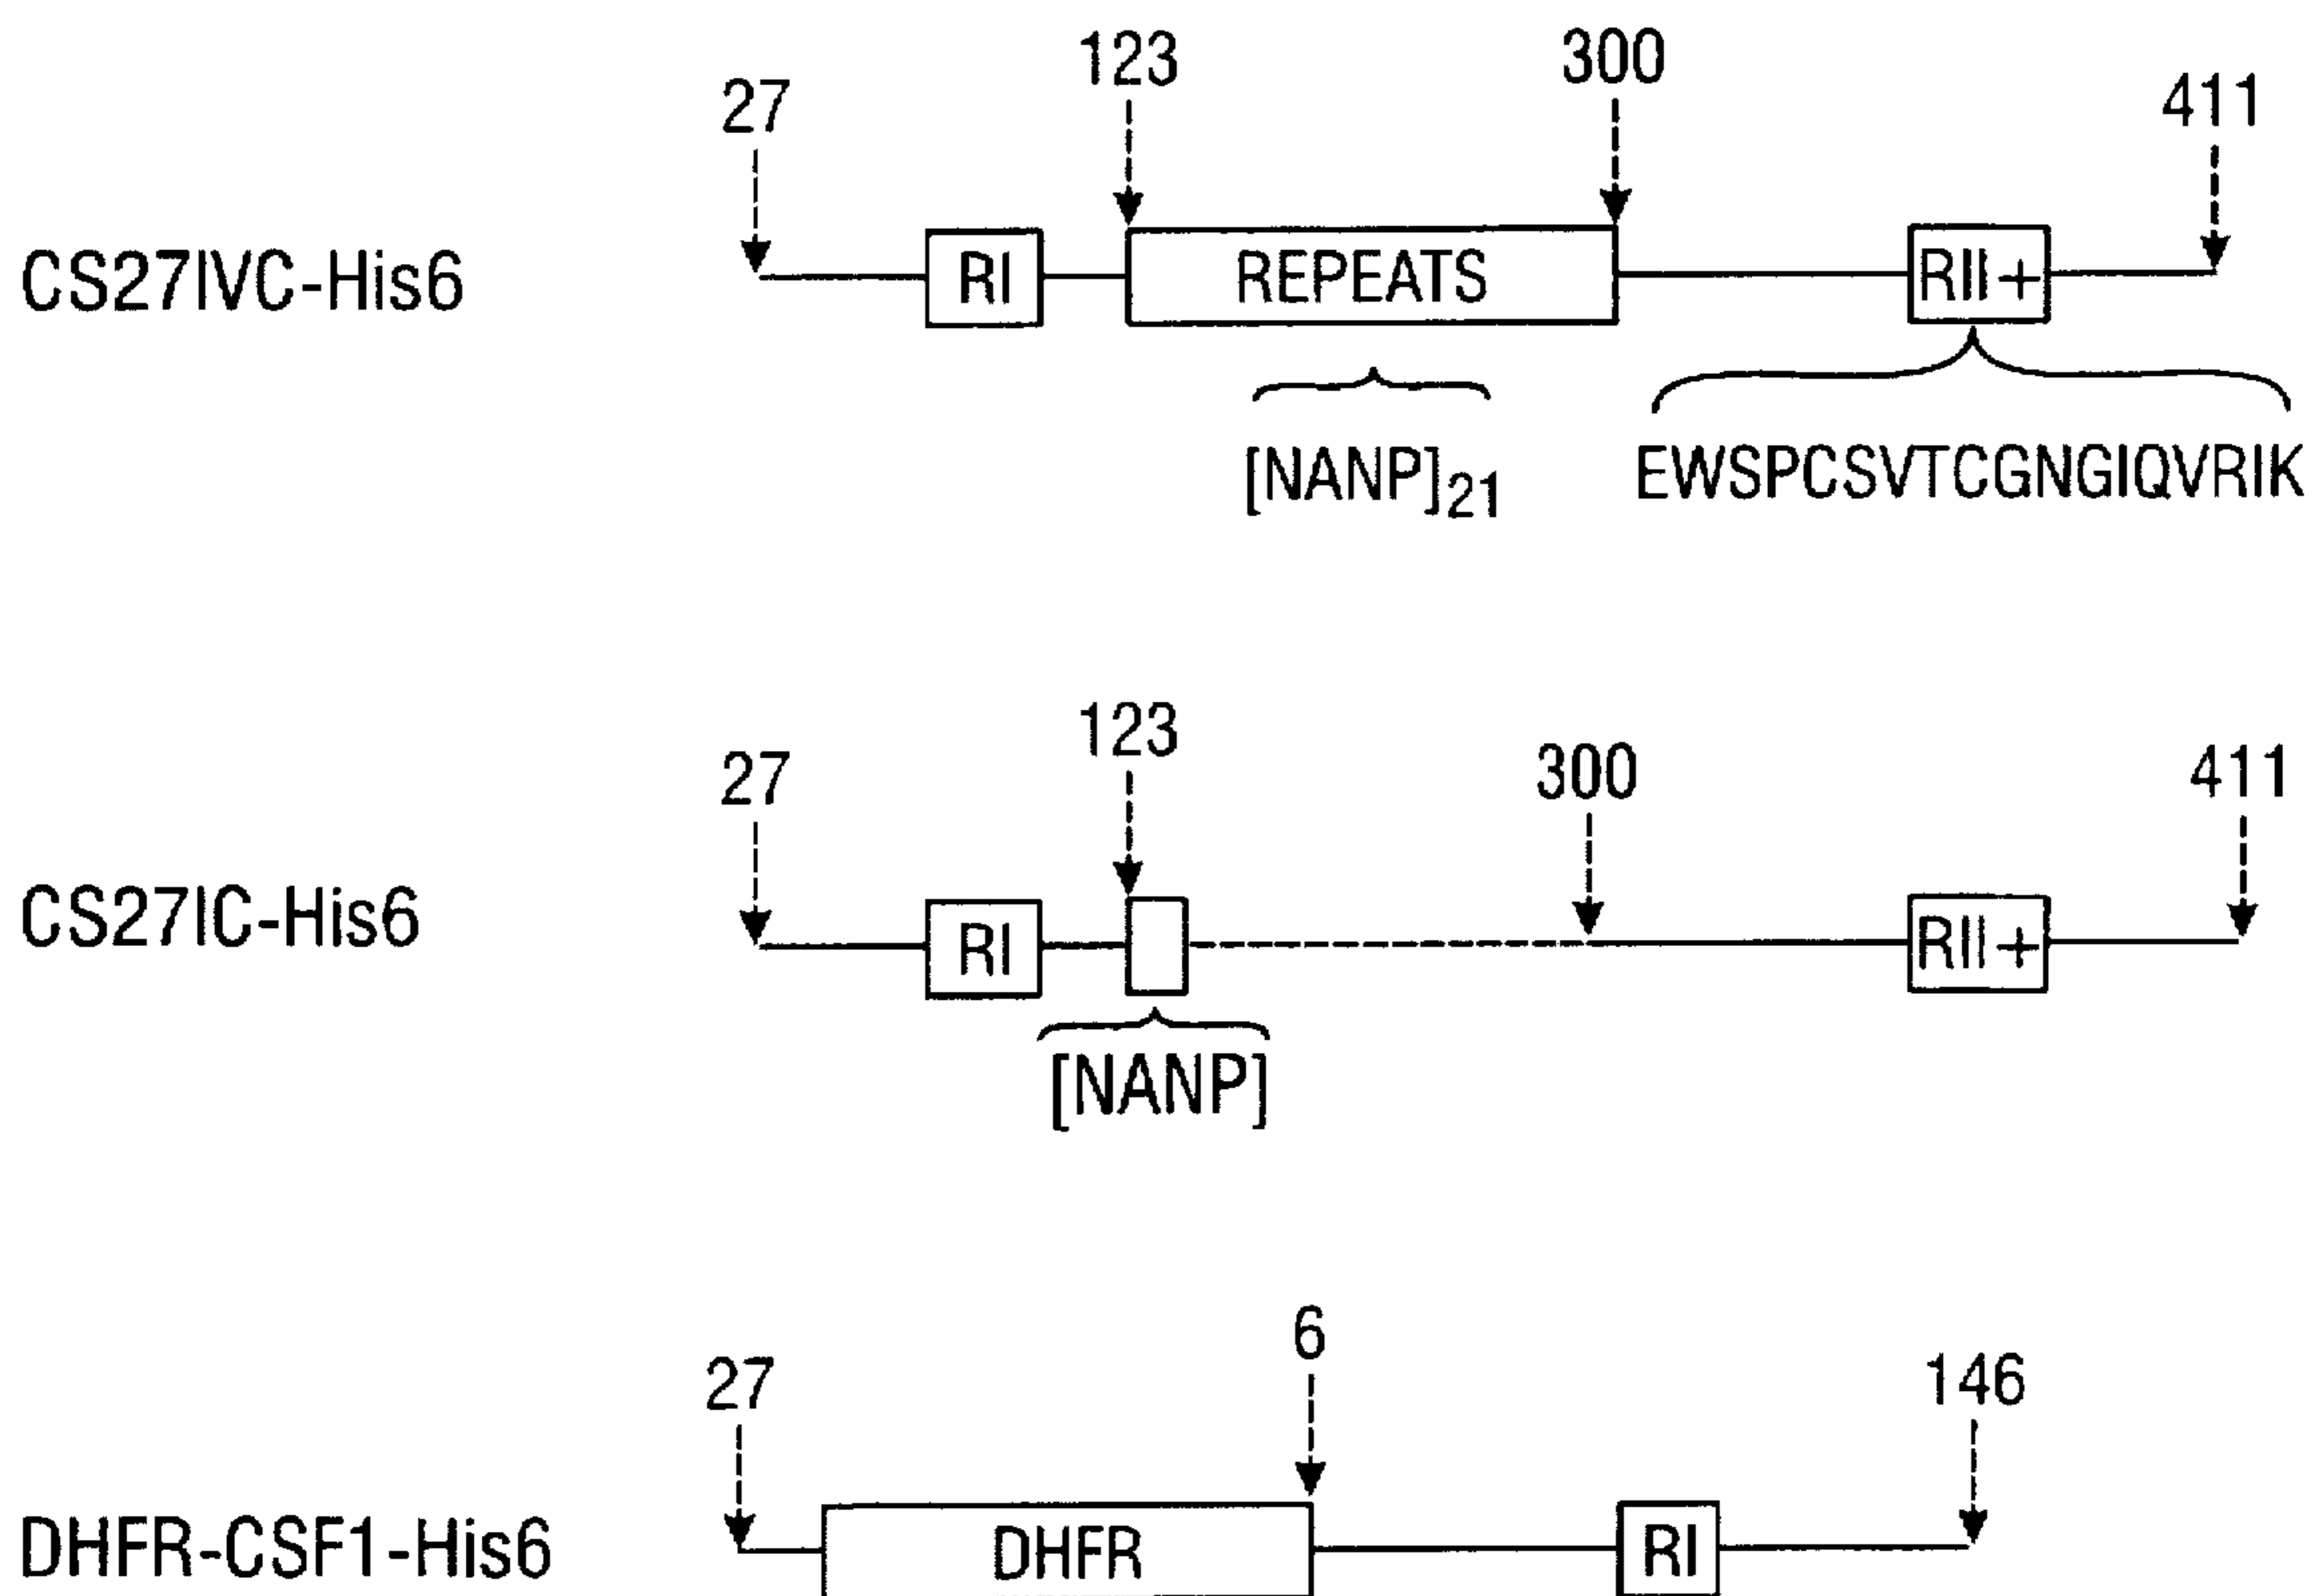 123 300
27 411
CS27IVC-His6 RI REPEATS RII+
[NANP]21 EWSPCSVTCGNGIQVRIK
123
27 300 411
CS27IC-His6 RI RII+
[NANP]
6
27 146
DHFR-CSF1-His6 DHFR RI